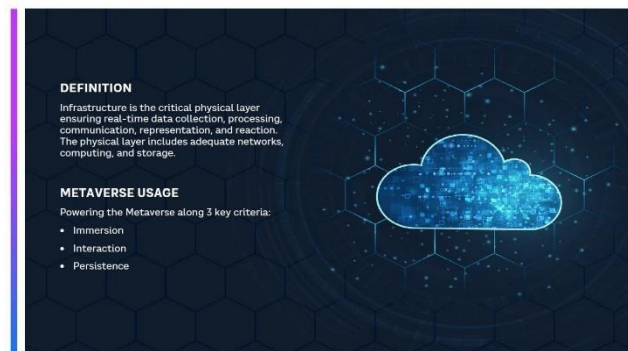 DEFINITION
Infrastructure is the critical physical layer
ensuring real-time data collection, processing,
communication, representation, and reaction.
The physical layer includes adequate networks,
computing, and storage.
METAVERSE USAGE
Powering the Metaverse along 3 key criteria:
• Immersion
• Interaction
• Persistence